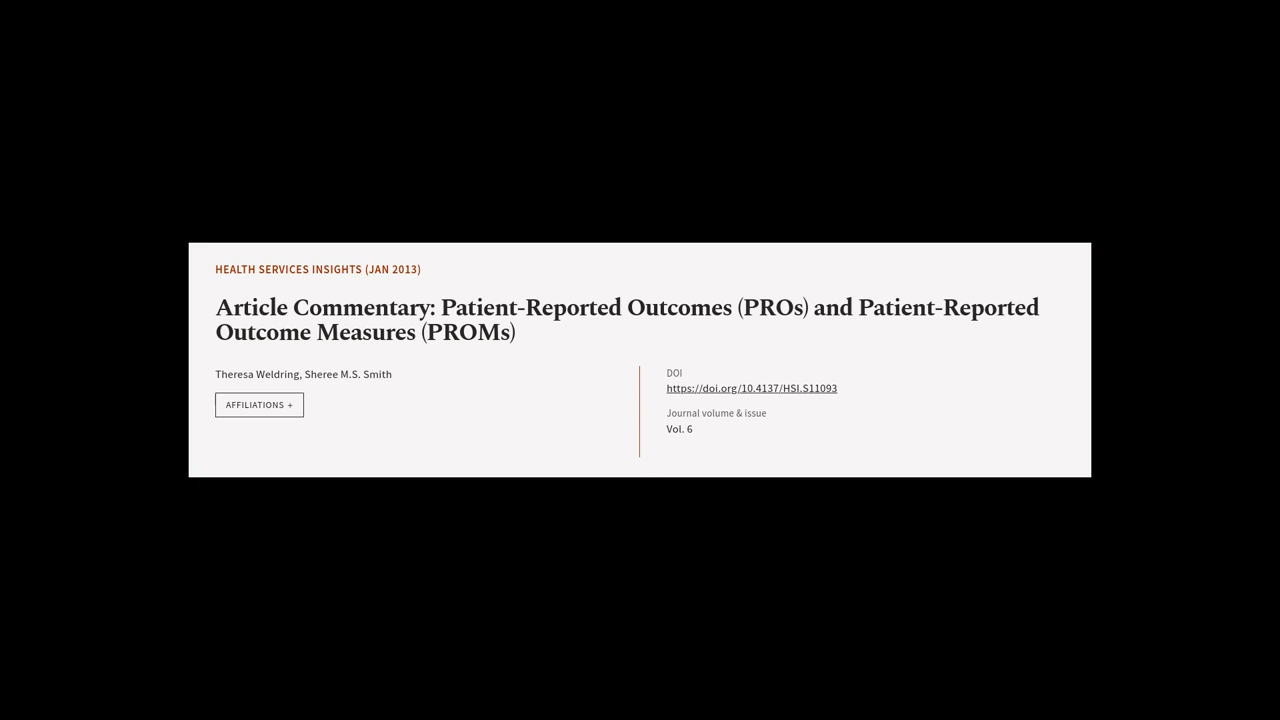 HEALTH SERVICES INSIGHTS (JAN 2013)
Article Commentary: Patient-Reported Outcomes (PROs) and Patient-Reported
Outcome Measures (PROMs)
Theresa Weldring, Sheree M.S. Smith
AFFILIATIONS +
DOI
https://doi.org/10.4137/HSI.S11093
Journal volume & issue
Vol. 6